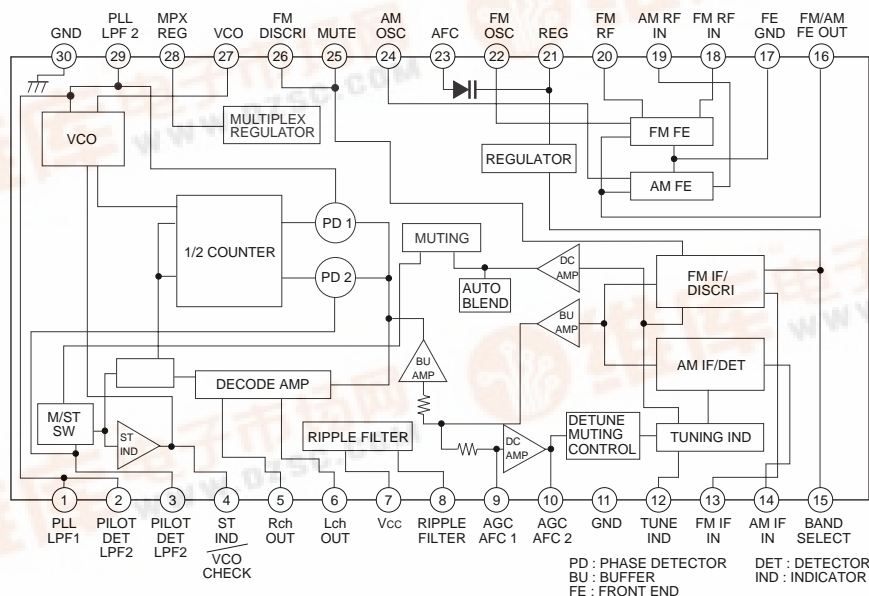 GND
PLL
LPF 2
MPX
REG
VCO
FM
DISCRI
MUTE
AM
OSC
AFC
FM
OSC
REG
FM
RF
AM RF
IN
FM RF
IN
FE
GND
FM/AM
FE OUT
30
29
28
27
26
25
24
23
22
21
20
19
18
17
16
VCO
MULTIPLEX
REGULATOR
REGULATOR
FM FE
AM FE
1/2 COUNTER
PD 1
PD 2
MUTING
AUTO
BLEND
DC
AMP
BU
AMP
FM IF/
DISCRI
AM IF/DET
BU
AMP
DECODE AMP
M/ST
SW
ST
IND
RIPPLE FILTER
DC
AMP
DETUNE
MUTING
CONTROL
TUNING IND
1
2
3
4
5
6
7
8
9
10
11
12
13
14
15
PLL
LPF1
PILOT
DET
LPF2
PILOT
DET
LPF2
ST
IND
VCO
CHECK
Rch
OUT
Lch
OUT
Vcc
RIPPLE
FILTER
AGC
AFC 1
AGC
AFC 2
GND
TUNE
IND
FM IF
IN
AM IF
IN
BAND
SELECT
PD : PHASE DETECTOR
BU : BUFFER
FE : FRONT END
DET : DETECTOR
IND : INDICATOR